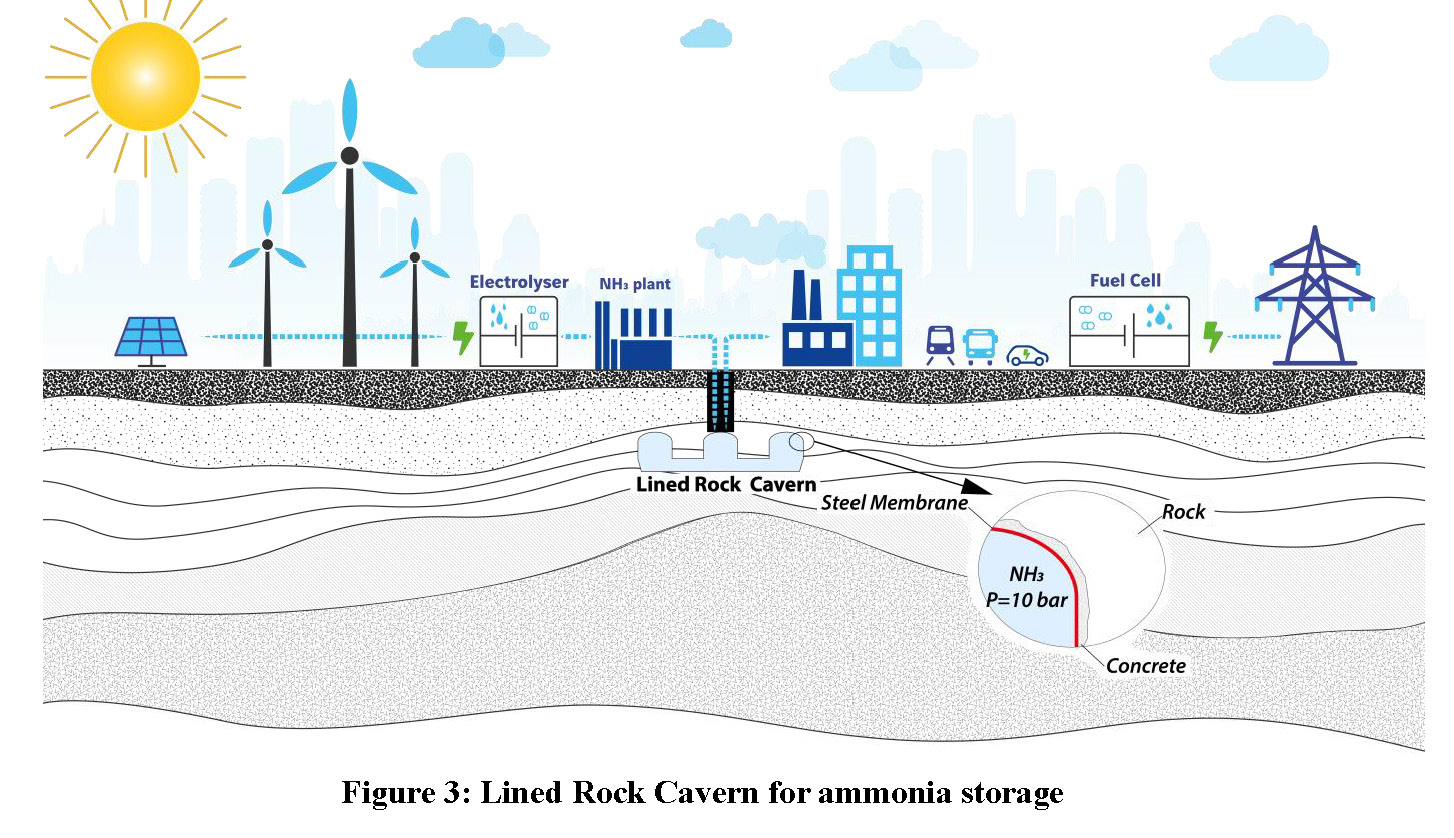 Electrolyser
NH₃ plant
Fuel Cell
Lined Rock Cavern
Steel Membrane
Rock
NH₃
P=10 bar
Concrete
Figure 3: Lined Rock Cavern for ammonia storage